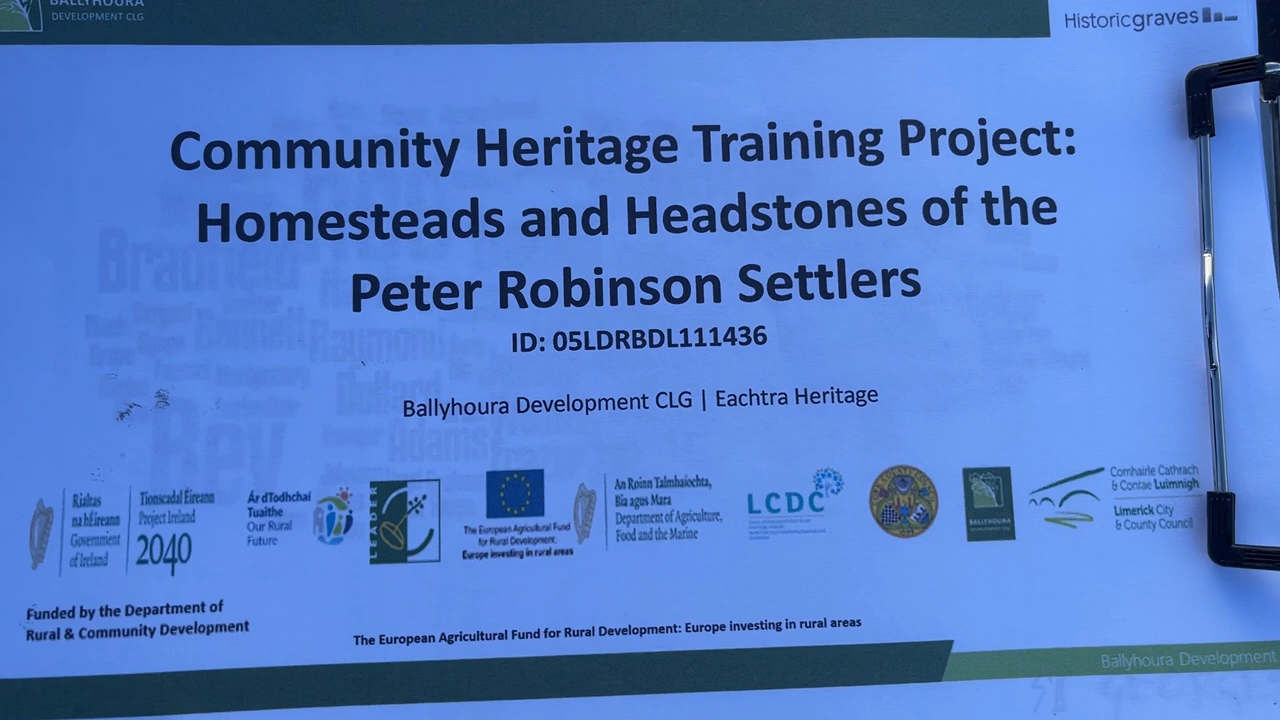 BALLYHOURA
DEVELOPMENT CLG
Historicgraves
Community Heritage Training Project:
Homesteads and Headstones of the
Peter Robinson Settlers
ID: 05LDRBDL111436
Ballyhoura Development CLG | Eachtra Heritage
Rialtas
na hÉireann
Government
of Ireland
Tionscadal Éireann
Project Ireland
2040
Ár dTodhchaí
Tuaithe
Our Rural
Future
LEADER
The European Agricultural Fund
for Rural Development:
Europe investing in rural areas
An Roinn Talmhaíochta,
Bia agus Mara
Department of Agriculture,
Food and the Marine
LCDC
BALLYHOURA
Comhairle Cathrach
& Contae Luimnigh
Limerick City
& County Council
Funded by the Department of
Rural & Community Development
The European Agricultural Fund for Rural Development: Europe investing in rural areas
Ballyhoura Development